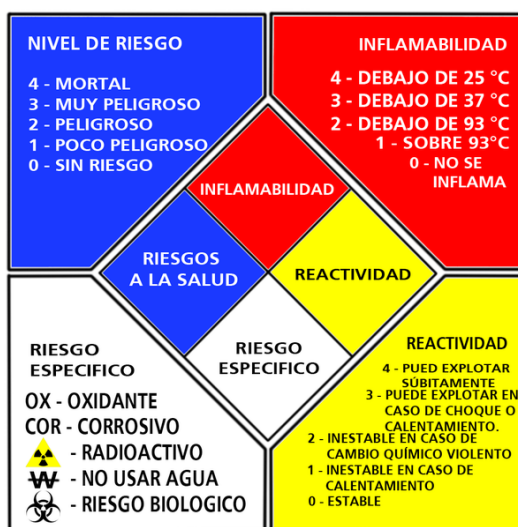 NIVEL DE RIESGO
4 - MORTAL
3 - MUY PELIGROSO
2 - PELIGROSO
1 - POCO PELIGROSO
0 - SIN RIESGO
INFLAMABILIDAD
4 - DEBAJO DE 25 °C
3 - DEBAJO DE 37 °C
2 - DEBAJO DE 93 °C
1 - SOBRE 93°C
0 - NO SE
INFLAMA
INFLAMABILIDAD
RIESGOS
A LA SALUD
REACTIVIDAD
RIESGO
ESPECIFICO
RIESGO
ESPECIFICO
OX - OXIDANTE
COR - CORROSIVO
- RADIOACTIVO
W - NO USAR AGUA
- RIESGO BIOLOGICO
REACTIVIDAD
4 - PUED EXPLOTAR
SÚBITAMENTE
3 - PUEDE EXPLOTAR EN
CASO DE CHOQUE O
CALENTAMIENTO.
2 - INESTABLE EN CASO DE
CAMBIO QUÍMICO VIOLENTO
1 - INESTABLE EN CASO DE
CALENTAMIENTO
0 - ESTABLE